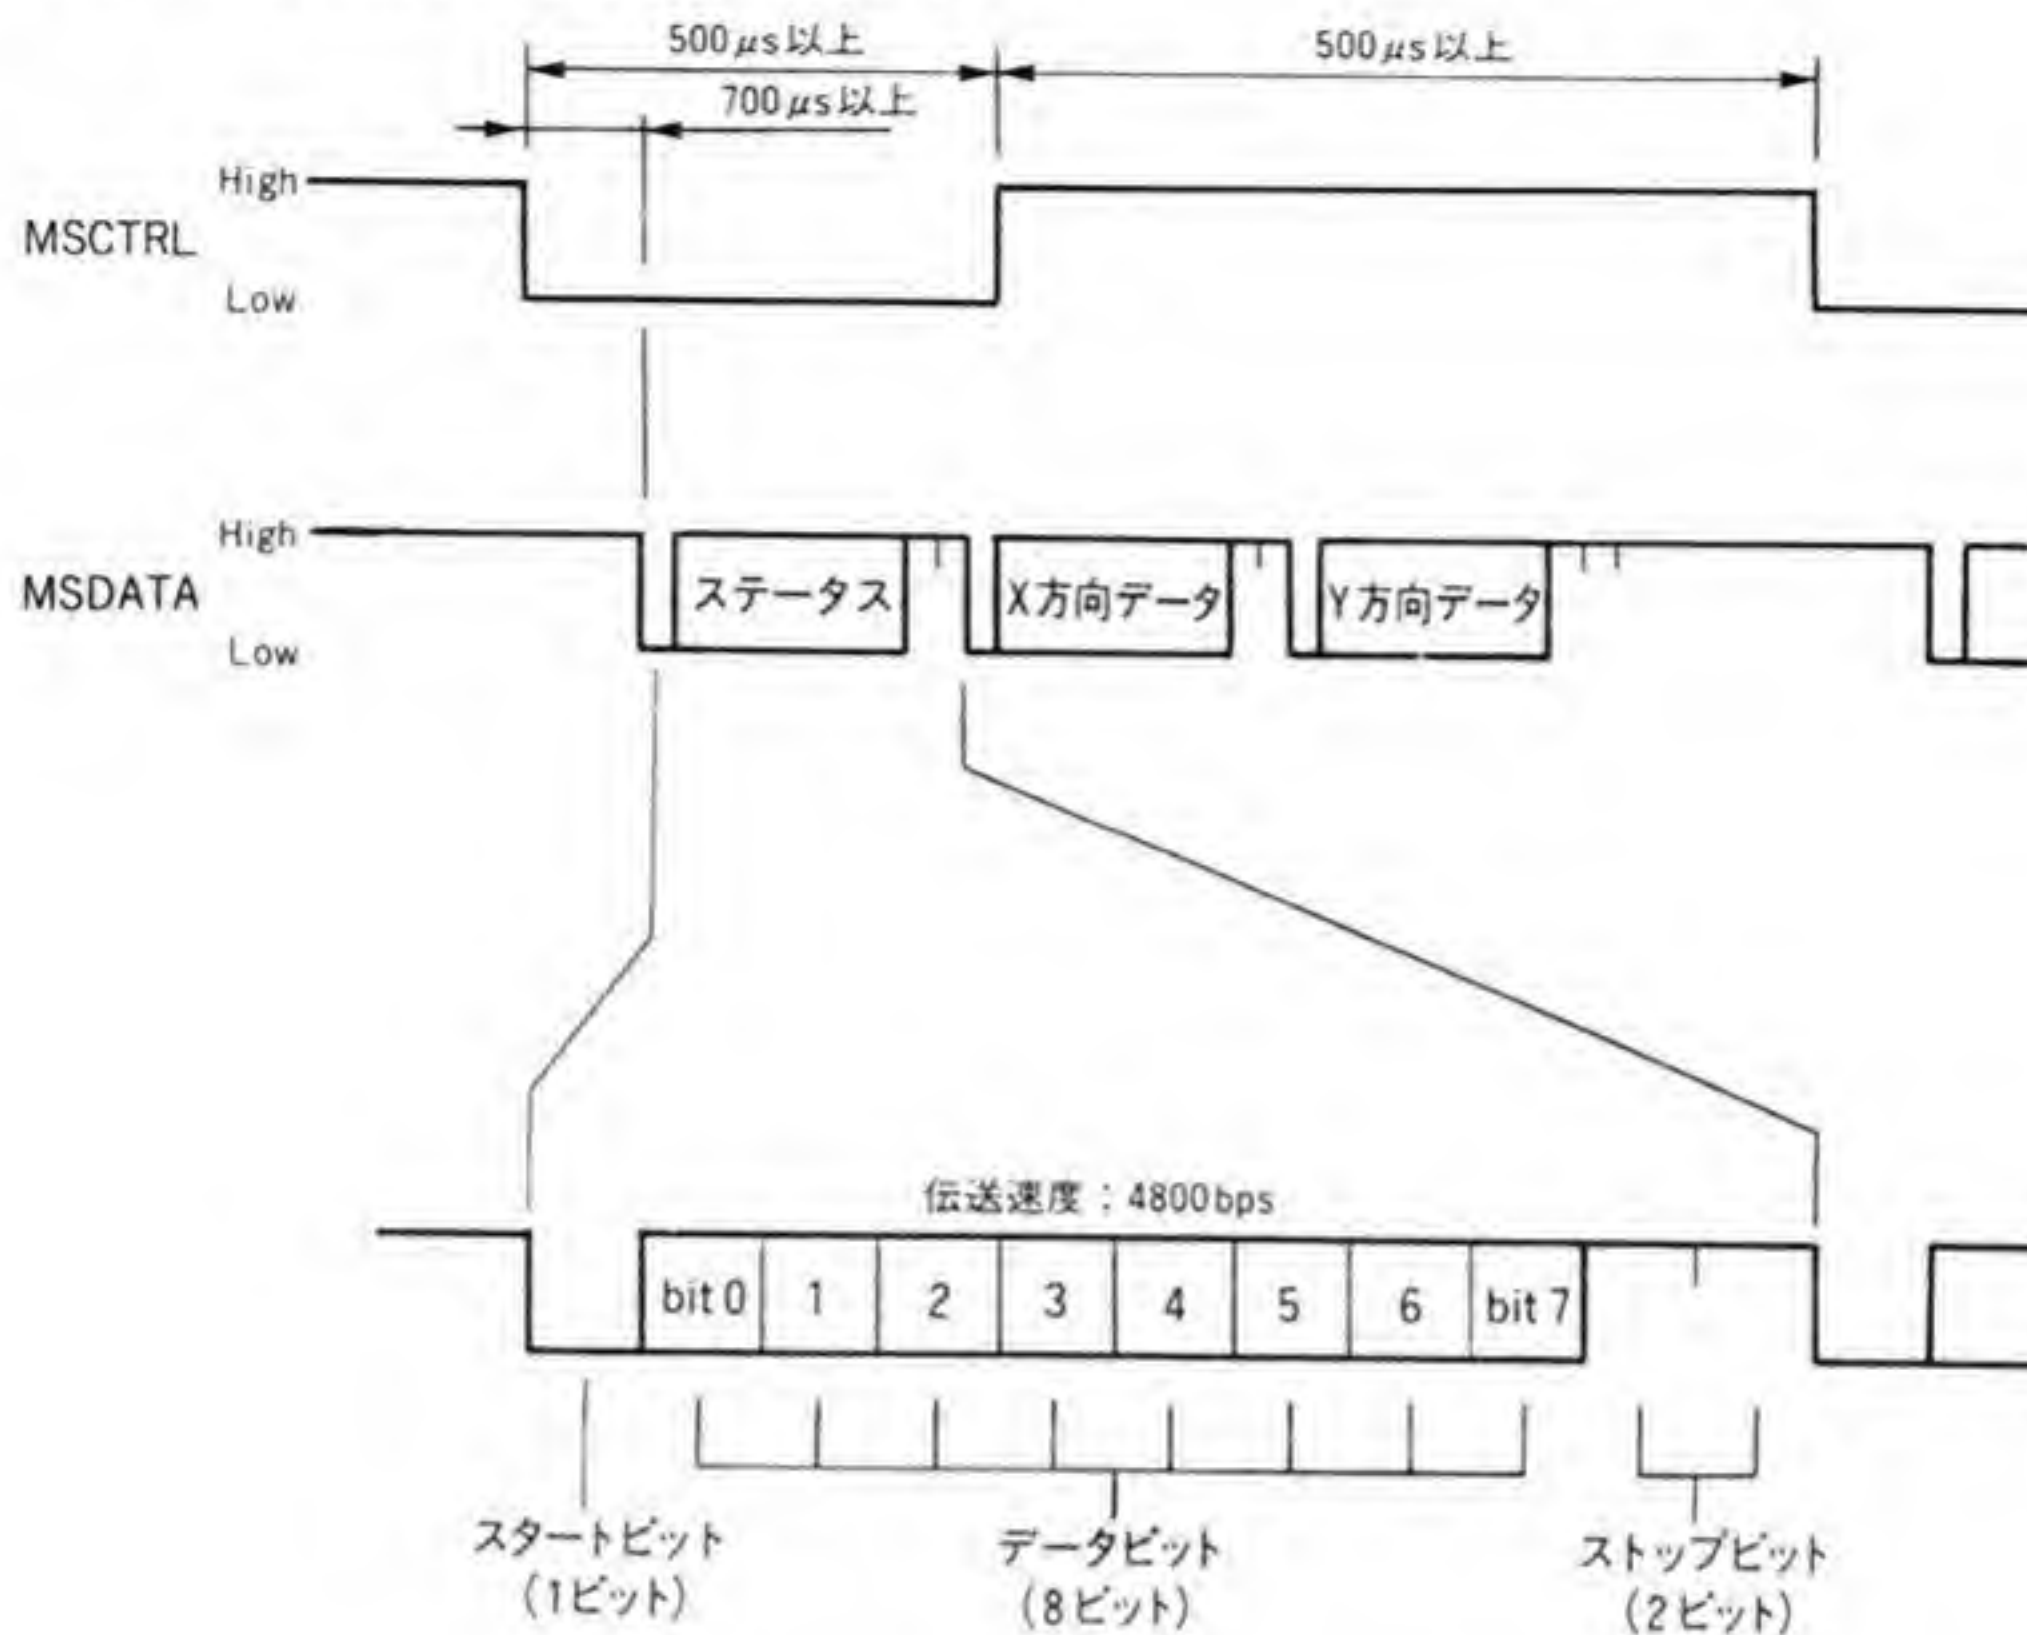 500μs以上
500μs以上
700μs以上
High
MSCTRL
Low
High
MSDATA
ステータス
X方向データ
Y方向データ
Low
伝送速度：4800bps
bit 0
1
2
3
4
5
6
bit 7
スタートビット
(1ビット)
データビット
(8ビット)
ストップビット
(2ビット)